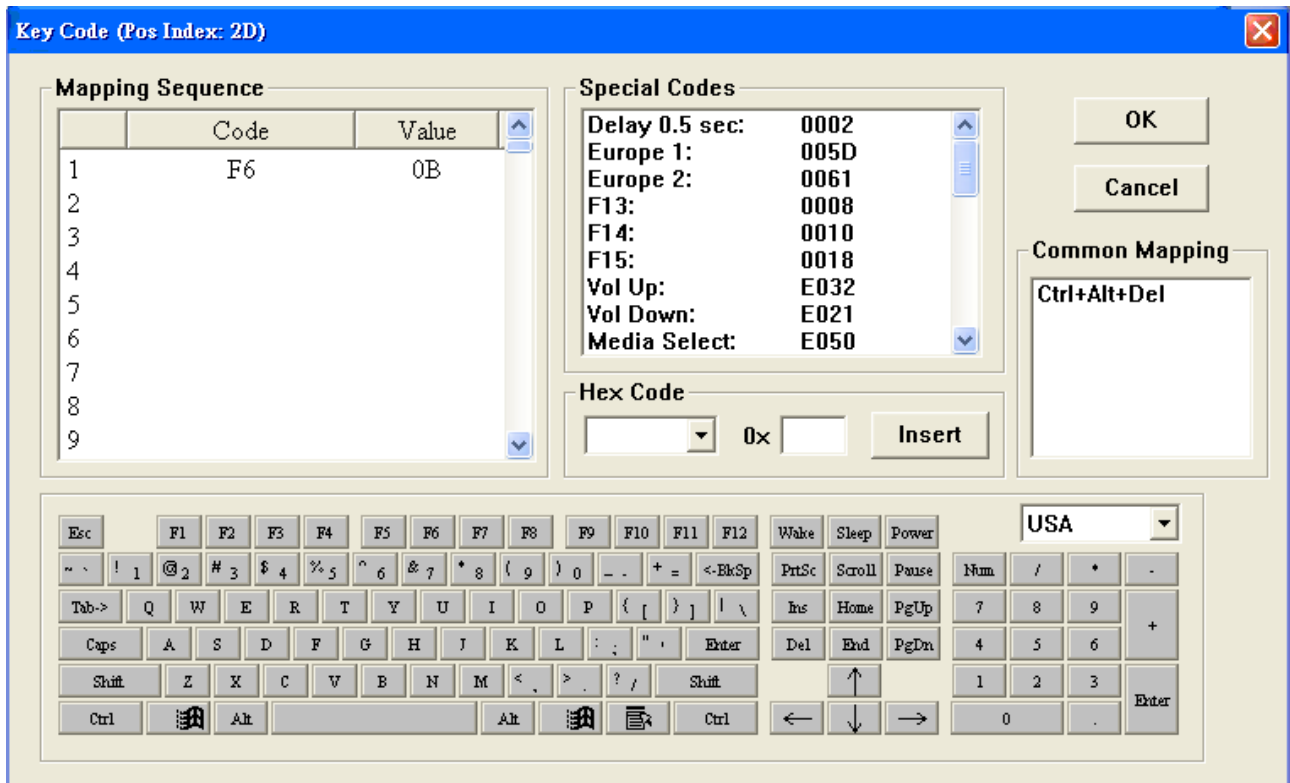 Key Code (Pos Index: 2D)
Mapping Sequence
Code Value
1 F6 0B
2
3
4
5
6
7
8
9
Special Codes
Delay 0.5 sec: 0002
Europe 1: 005D
Europe 2: 0061
F13: 0008
F14: 0010
F15: 0018
Vol Up: E032
Vol Down: E021
Media Select: E050
Hex Code
0x Insert
OK
Cancel
Common Mapping
Ctrl+Alt+Del
USA
Esc F1 F2 F3 F4 F5 F6 F7 F8 F9 F10 F11 F12 Wake Sleep Power
~ ` ! 1 @ 2 # 3 $ 4 % 5 ^ 6 & 7 * 8 ( 9 ) 0 _ - + = <-BkSp PrtSc Scroll Pause Num / * -
Tab-> Q W E R T Y U I O P { [ } ] | \ Ins Home PgUp 7 8 9 +
Caps A S D F G H J K L : ; " ' Enter Del End PgDn 4 5 6
Shift Z X C V B N M < , > . ? / Shift ↑ 1 2 3 Enter
Ctrl Alt Alt Ctrl ← ↓ → 0 .